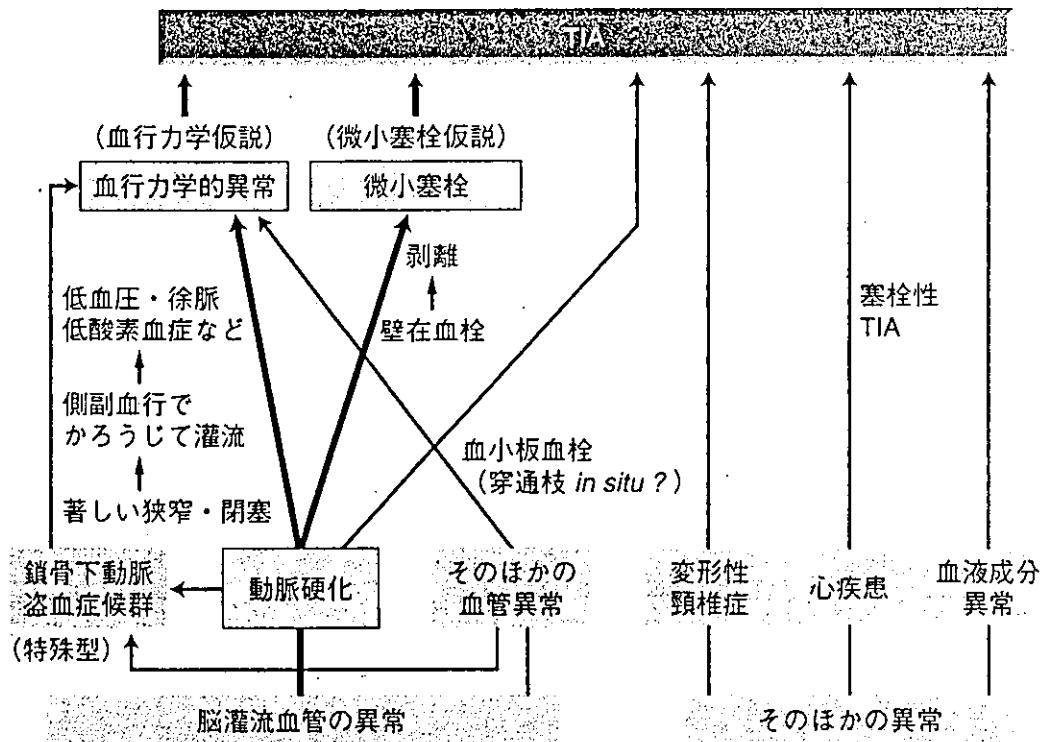 TIA
(血行力学仮説)
(微小塞栓仮説)
血行力学的異常
微小塞栓
剥離
低血圧・徐脈
低酸素血症など
壁在血栓
塞栓性
TIA
側副血行で
かろうじて灌流
血小板血栓
(穿通枝 in situ ?)
著しい狭窄・閉塞
鎖骨下動脈
盗血症候群
(特殊型)
動脈硬化
そのほかの
血管異常
変形性
頸椎症
心疾患
血液成分
異常
脳灌流血管の異常
そのほかの異常